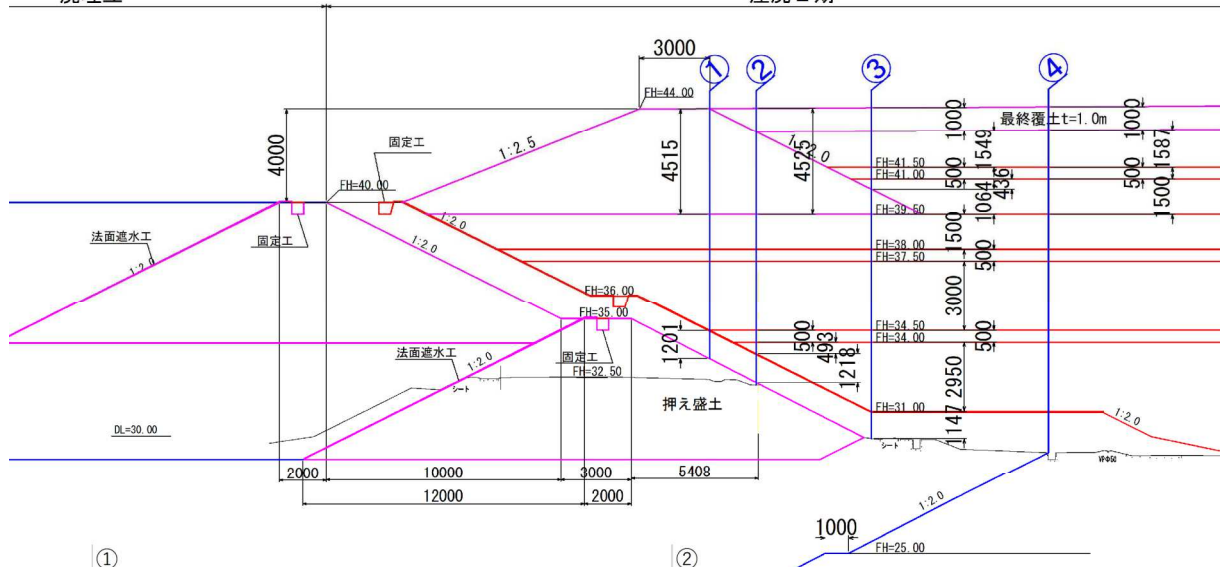 3000
①
②
③
④
FH=44.00
4000
1:2.5
固定工
4515
4525
1:2.0
1000
最終覆土t=1.0m
1000
1549
1587
FH=41.50
500
FH=41.00
436
500
1064
1500
FH=40.00
FH=39.50
固定工
法面遮水工
1:2.0
1:2.0
1:2.0
1500
FH=38.00
500
FH=37.50
3000
FH=36.00
FH=35.00
1201
500
493
FH=34.50
500
FH=34.00
法面遮水工
1:2.0
固定工
1218
2950
FH=32.50
シート
押え盛土
FH=31.00
1147
1:2.0
DL=30.00
シート
VPΦ50
2000
10000
3000
5408
12000
2000
1:2.0
1000
FH=25.00
①
②